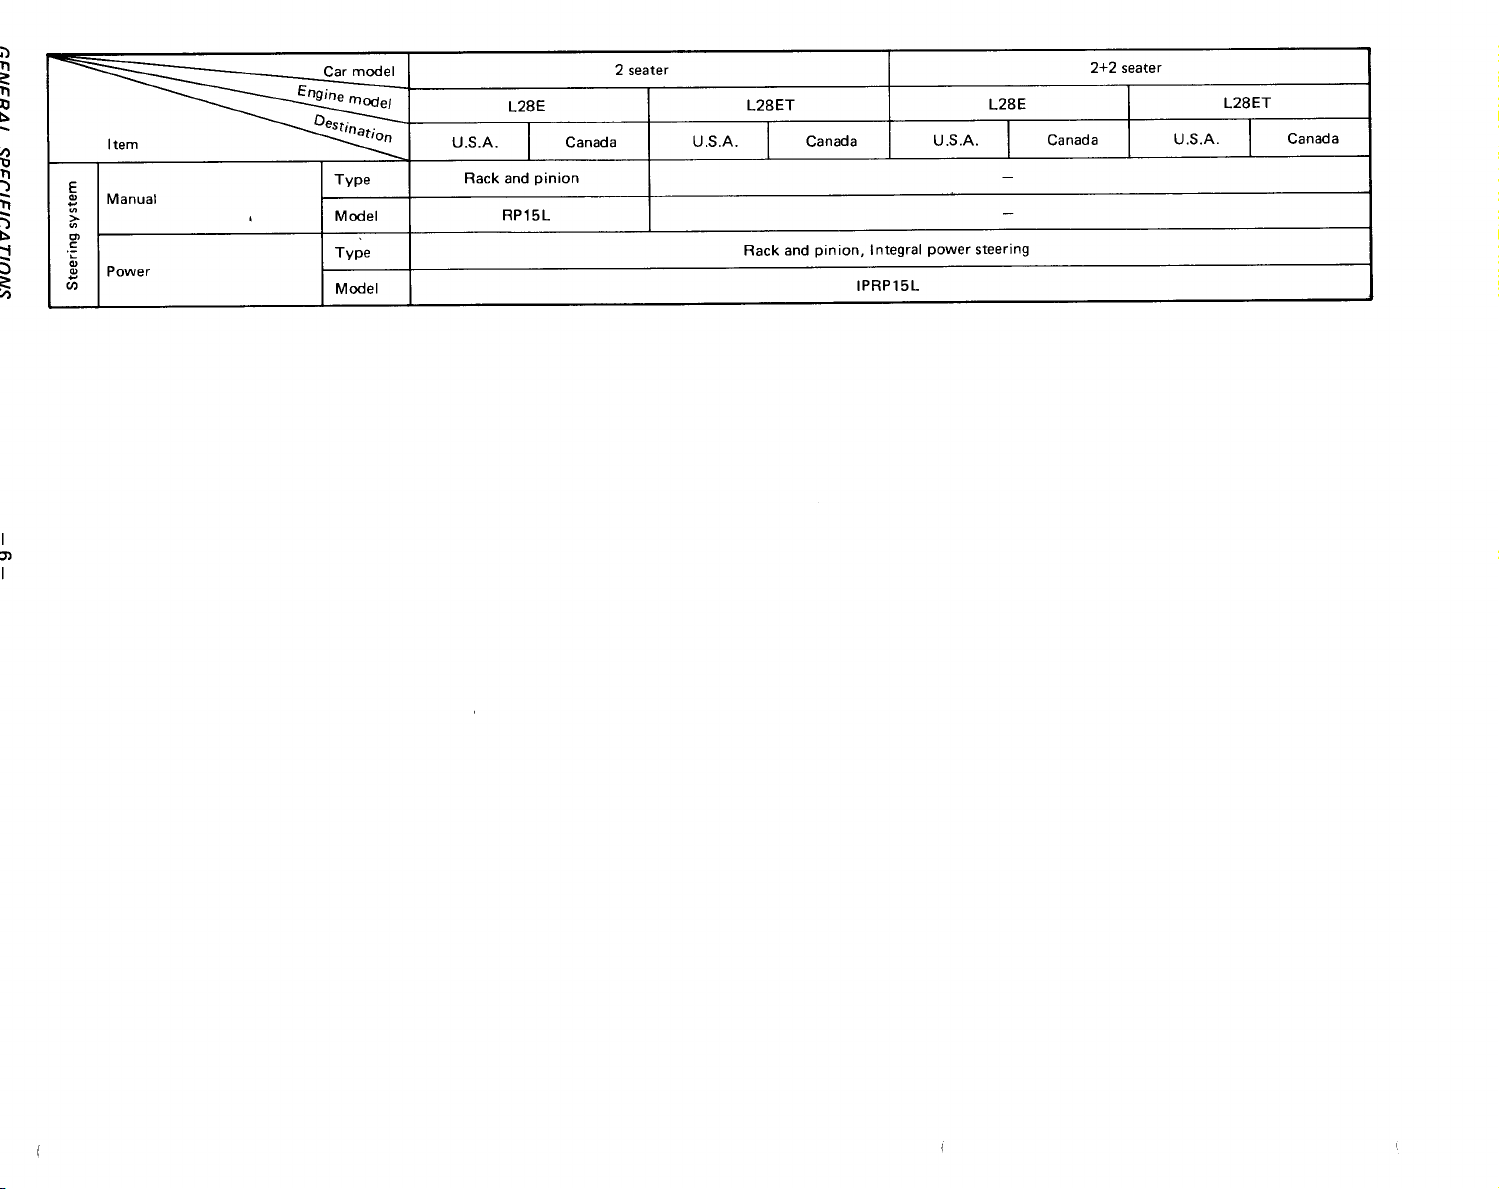 GENERAL SPECIFICATIONS
Car model 2 seater 2+2 seater
Engine model L28E L28ET L28E L28ET
Destination
Item U.S.A. Canada U.S.A. Canada U.S.A. Canada U.S.A. Canada
Steering system
Manual Type Rack and pinion –
Model RP15L –
Power Type Rack and pinion, Integral power steering
Model IPRP15L
– 6 –